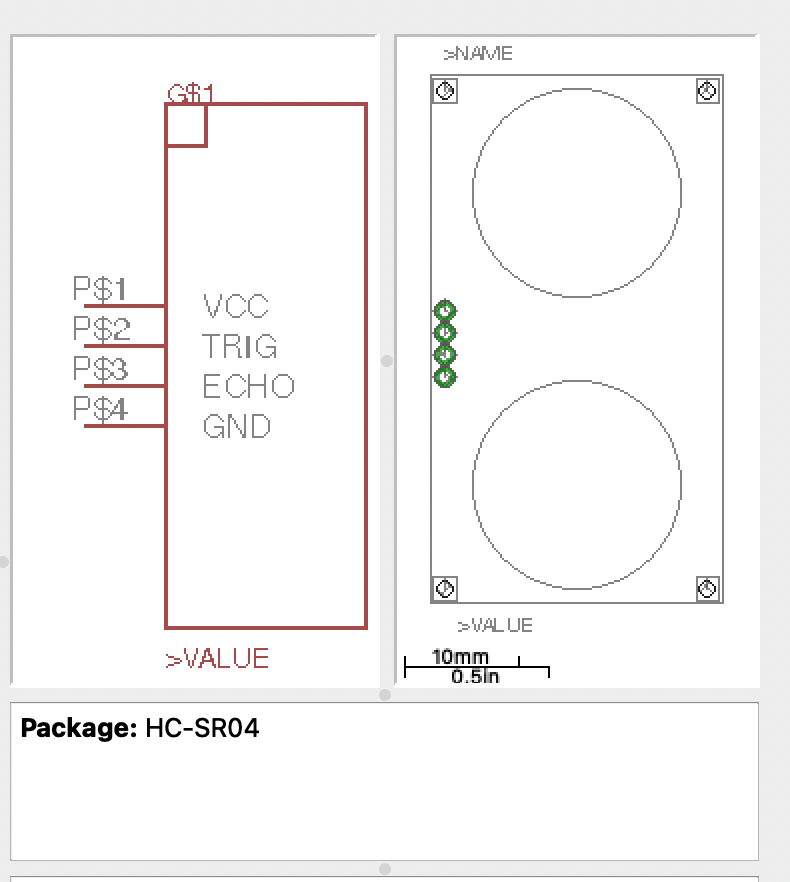 G$1
P$1
VCC
P$2
TRIG
P$3
ECHO
P$4
GND
>VALUE
>NAME
>VALUE
10mm
0.5in
Package: HC-SR04